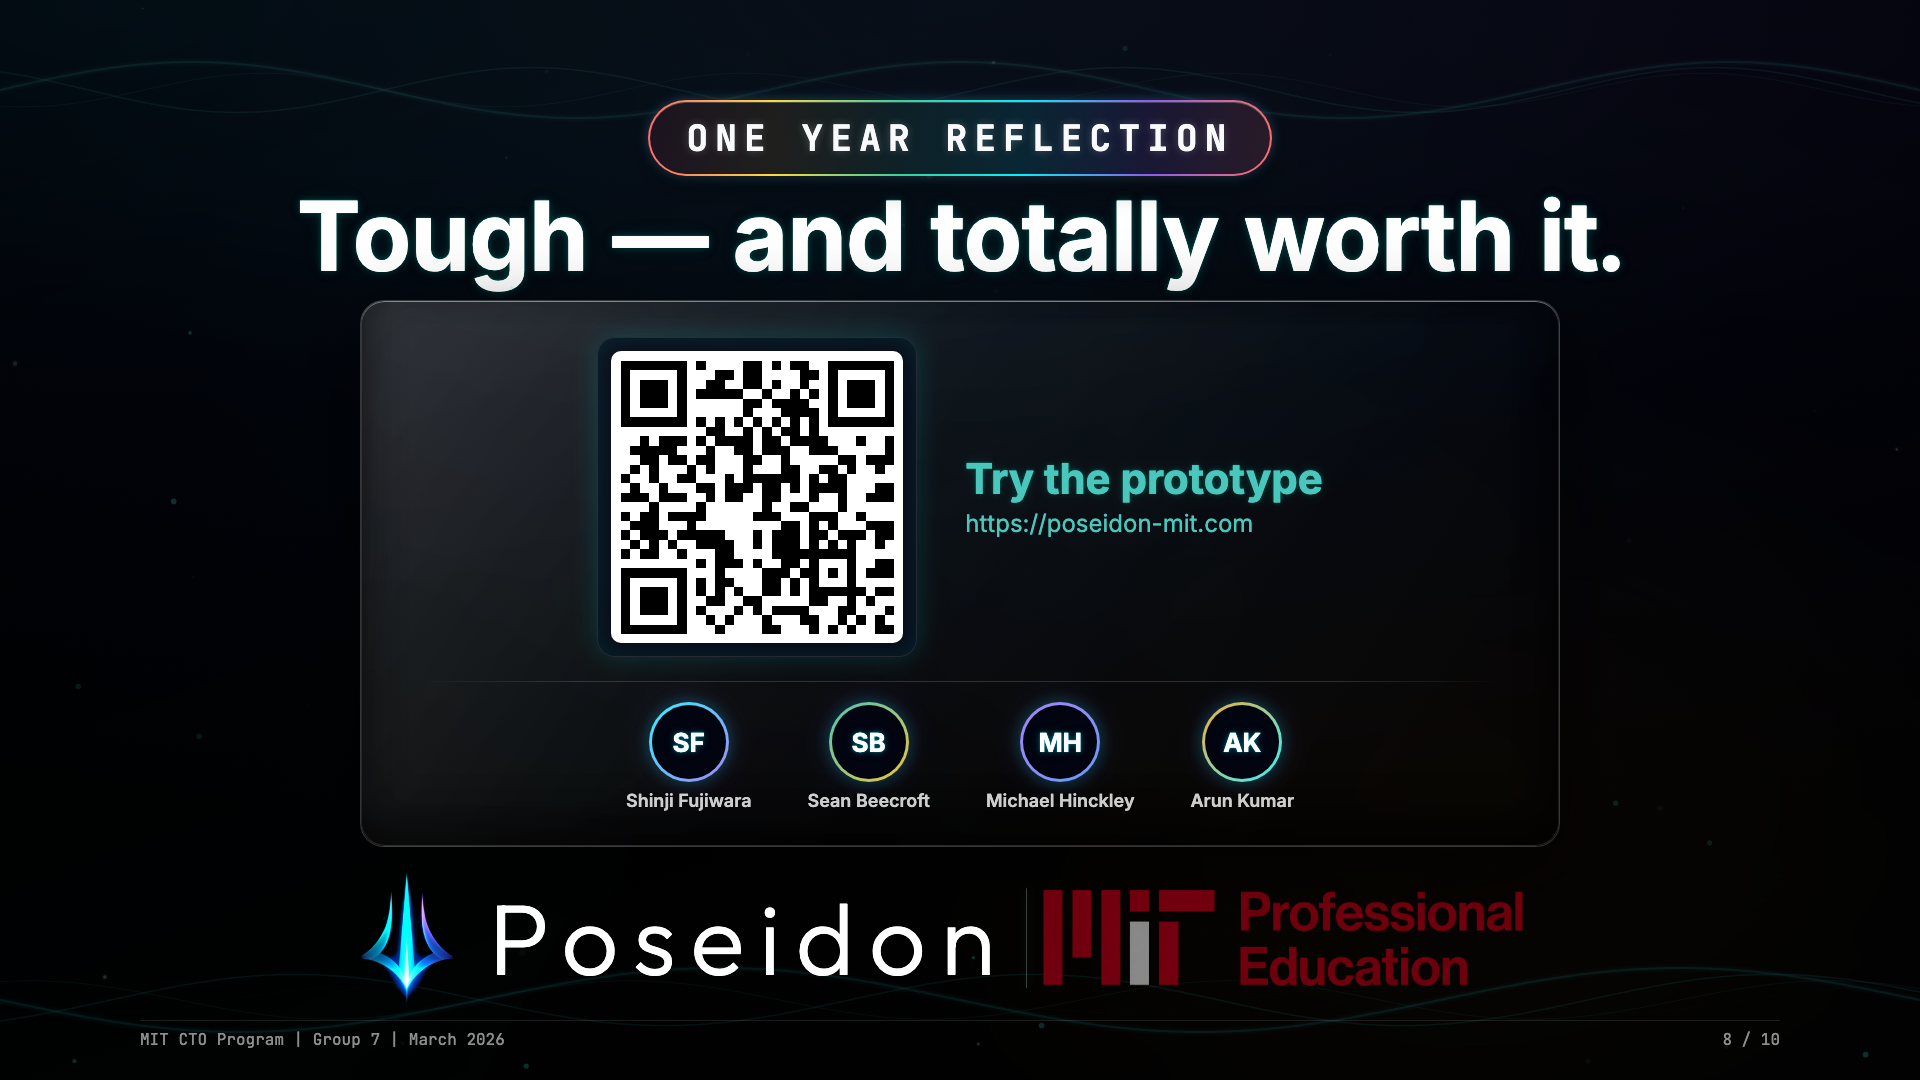 ONE YEAR REFLECTION
Tough — and totally worth it.
Try the prototype
https://poseidon-mit.com
SF
SB
MH
AK
Shinji Fujiwara
Sean Beecroft
Michael Hinckley
Arun Kumar
Poseidon
MIT
Professional
Education
MIT CTO Program | Group 7 | March 2026
8 / 10